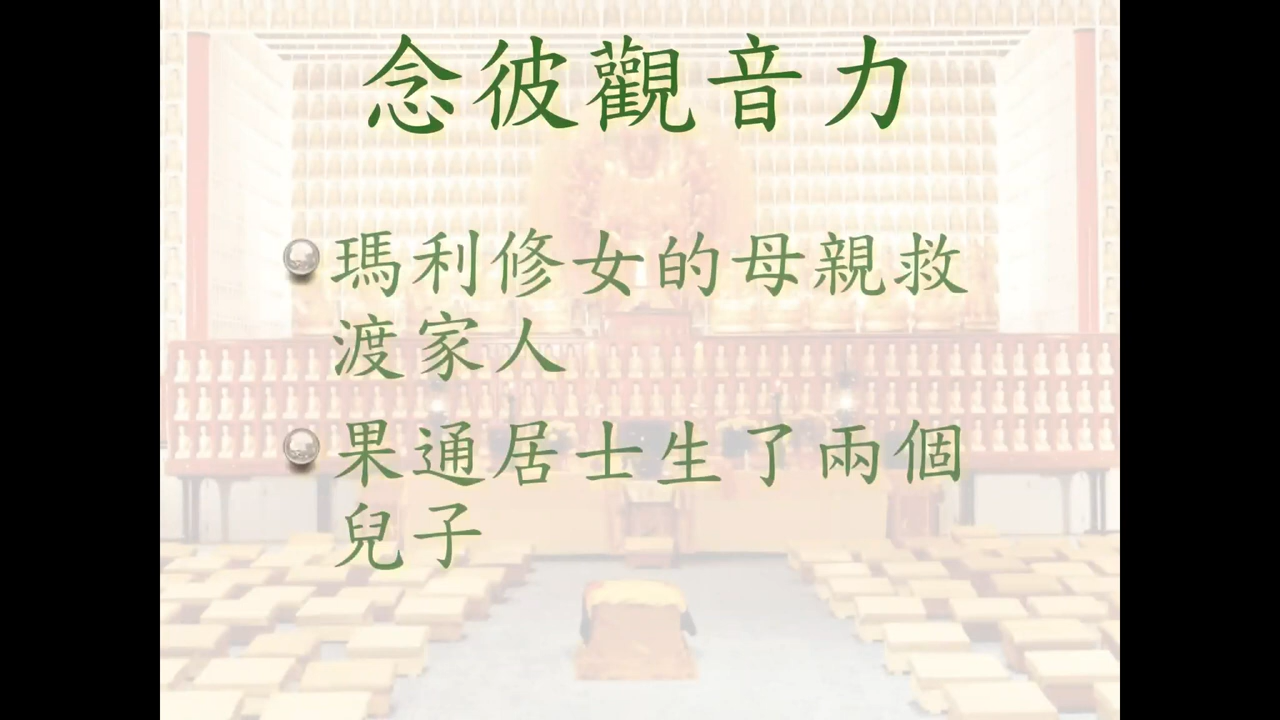 念彼觀音力
瑪利修女的母親救
渡家人
果通居士生了兩個
兒子